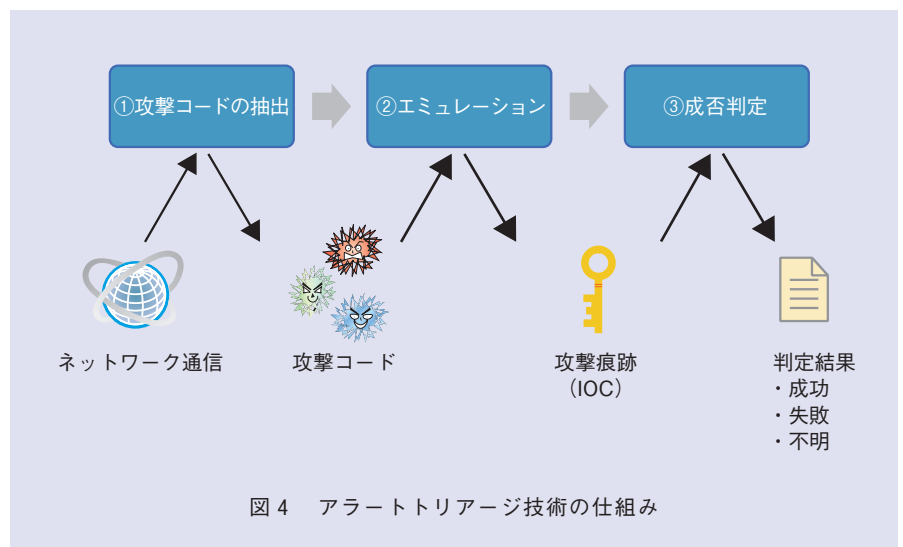 ①攻撃コードの抽出
②エミュレーション
③成否判定
ネットワーク通信
攻撃コード
攻撃痕跡
（IOC）
判定結果
・成功
・失敗
・不明
図 4　アラートトリアージ技術の仕組み